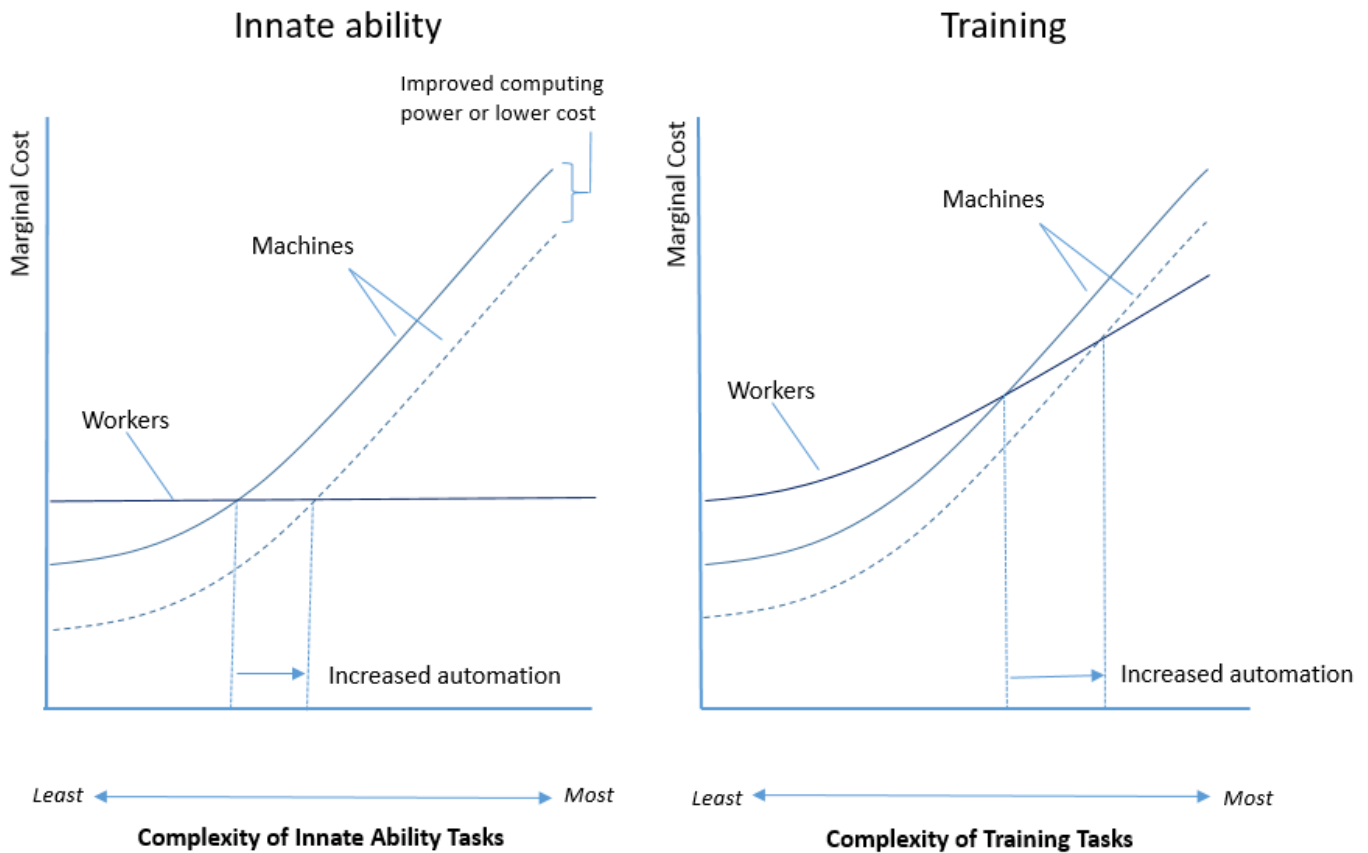 Innate ability
Training
Improved computing
power or lower cost
Marginal Cost
Machines
Workers
Increased automation
Least
Most
Complexity of Innate Ability Tasks
Marginal Cost
Machines
Workers
Increased automation
Least
Most
Complexity of Training Tasks